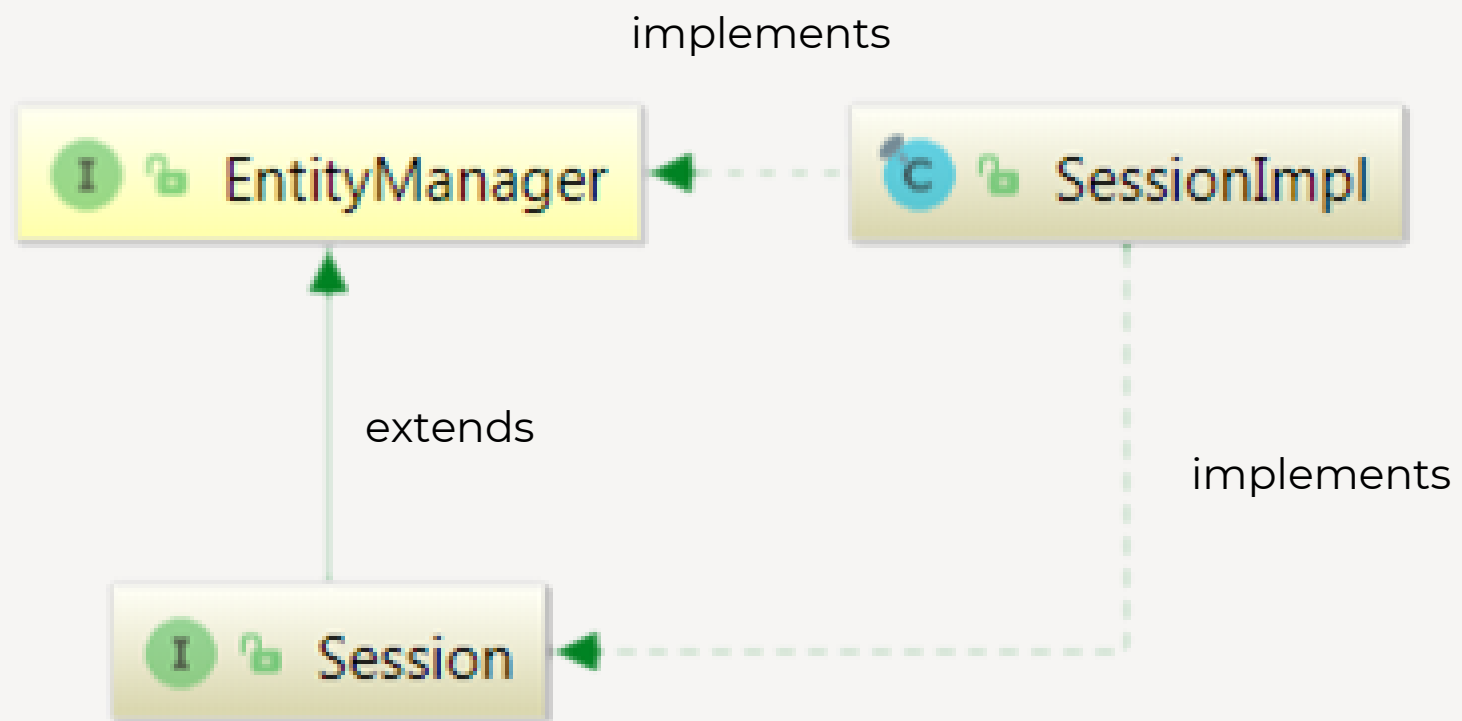 implements
I EntityManager
C SessionImpl
extends
implements
I Session